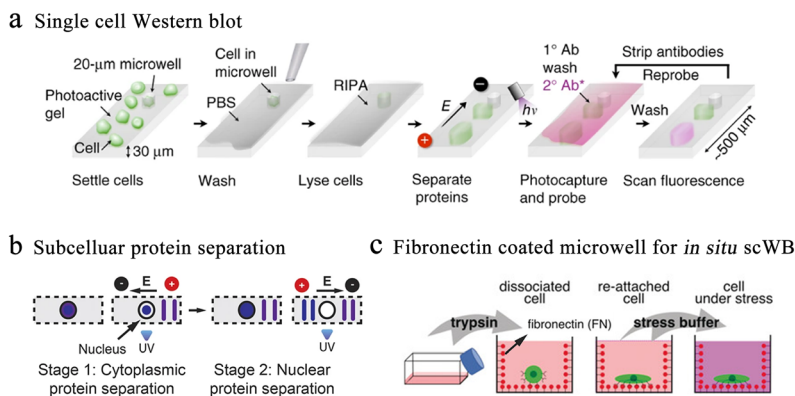 a Single cell Western blot
20-µm microwell
Photoactive
gel
Cell
30 µm
Settle cells
Cell in
microwell
PBS
Wash
RIPA
Lyse cells
E
hν
Separate
proteins
1° Ab
wash
2° Ab*
Photocapture
and probe
Strip antibodies
Reprobe
Wash
~500 µm
Scan fluorescence
b Subcelluar protein separation
- E +
Nucleus
UV
Stage 1: Cytoplasmic
protein separation
+ E -
UV
Stage 2: Nuclear
protein separation
c Fibronectin coated microwell for in situ scWB
trypsin
dissociated
cell
fibronectin (FN)
re-attached
cell
stress buffer
cell
under stress